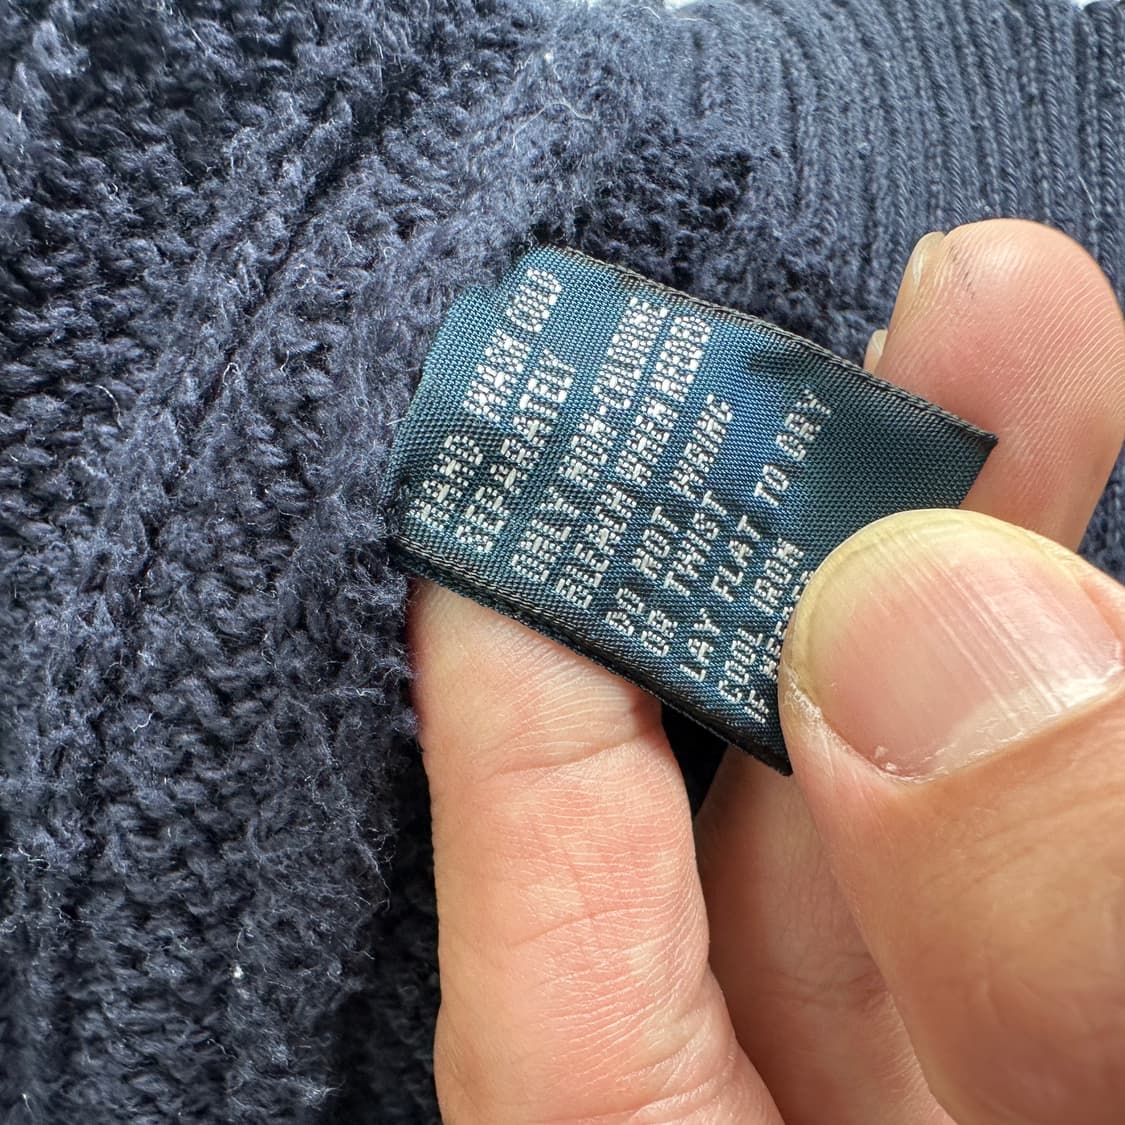 HAND WASH COLD
SEPARATELY
ONLY NON-CHLORINE
BLEACH WHEN NEEDED
DO NOT WRING
OR TWIST
LAY FLAT TO DRY
COOL IRON
IF